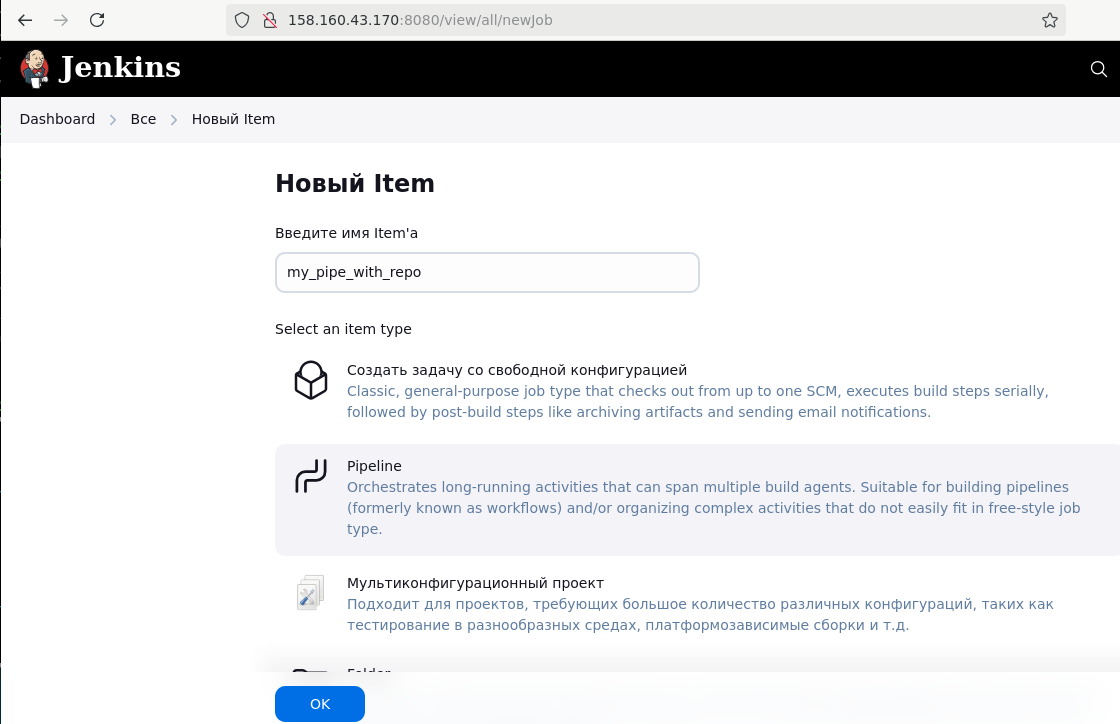 158.160.43.170:8080/view/all/newJob
Jenkins
Dashboard > Все > Новый Item
Новый Item
Введите имя Item'а
my_pipe_with_repo
Select an item type
Создать задачу со свободной конфигурацией
Classic, general-purpose job type that checks out from up to one SCM, executes build steps serially,
followed by post-build steps like archiving artifacts and sending email notifications.
Pipeline
Orchestrates long-running activities that can span multiple build agents. Suitable for building pipelines
(formerly known as workflows) and/or organizing complex activities that do not easily fit in free-style job
type.
Мультиконфигурационный проект
Подходит для проектов, требующих большое количество различных конфигураций, таких как
тестирование в разнообразных средах, платформозависимые сборки и т.д.
Folder
OK